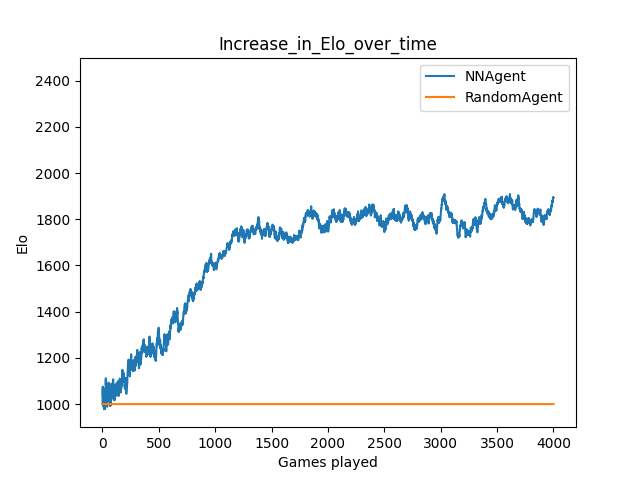 Increase_in_Elo_over_time
NNAgent
RandomAgent
2400
2200
2000
1800
1600
1400
1200
1000
Elo
0 500 1000 1500 2000 2500 3000 3500 4000
Games played